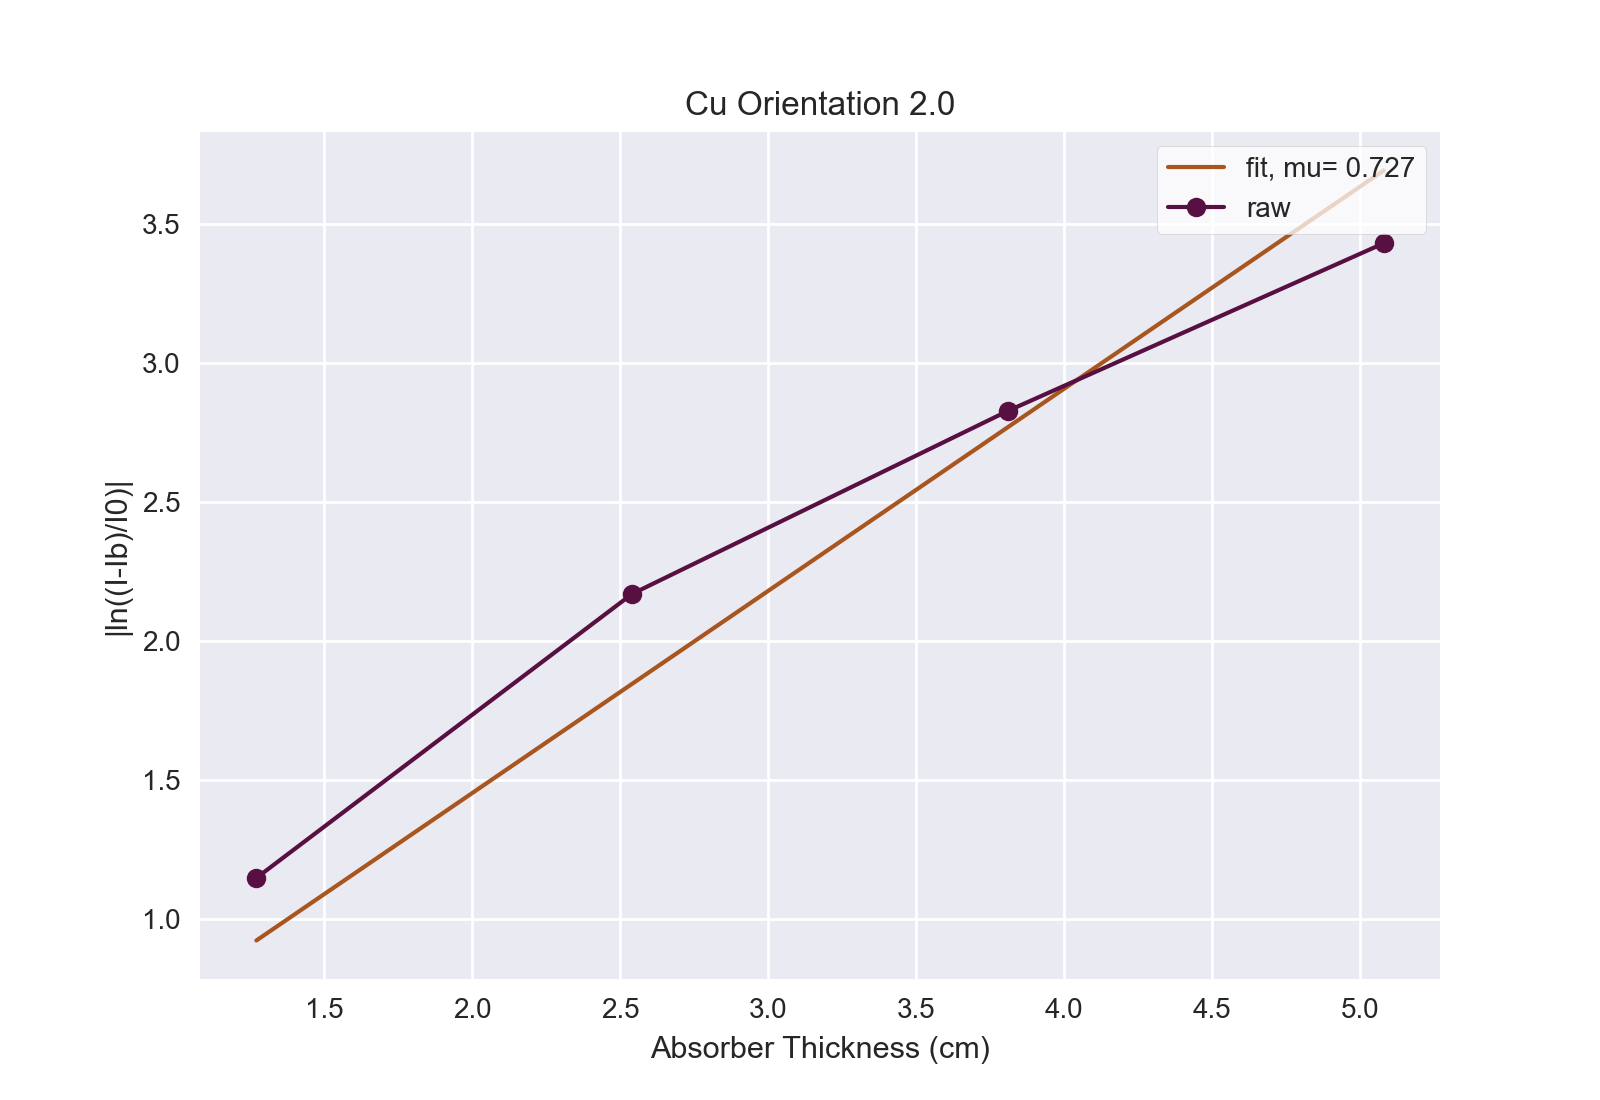 Cu Orientation 2.0
fit, mu= 0.727
raw
3.5
3.0
2.5
2.0
1.5
1.0
|ln((I-Ib)/I0)|
1.5 2.0 2.5 3.0 3.5 4.0 4.5 5.0
Absorber Thickness (cm)